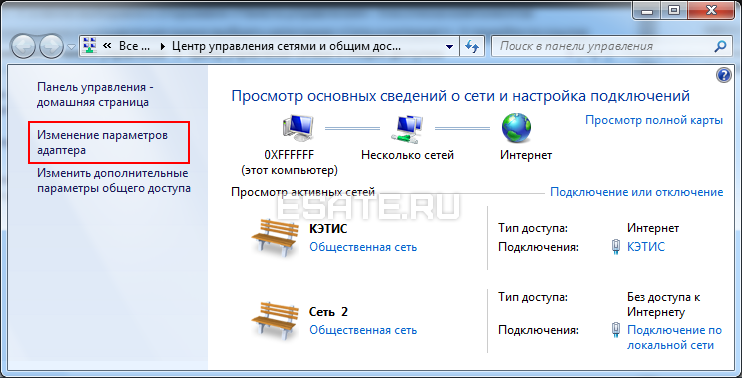 Все ...
Центр управления сетями и общим дос...
Поиск в панели управления
Панель управления -
домашняя страница
Изменение параметров
адаптера
Изменить дополнительные
параметры общего доступа
Просмотр основных сведений о сети и настройка подключений
Просмотр полной карты
0XFFFFFF
(этот компьютер)
Несколько сетей
Интернет
Просмотр активных сетей
Подключение или отключение
ESATE.RU
КЭТИС
Общественная сеть
Тип доступа: Интернет
Подключения: КЭТИС
Сеть 2
Общественная сеть
Тип доступа: Без доступа к
Интернету
Подключения: Подключение по
локальной сети